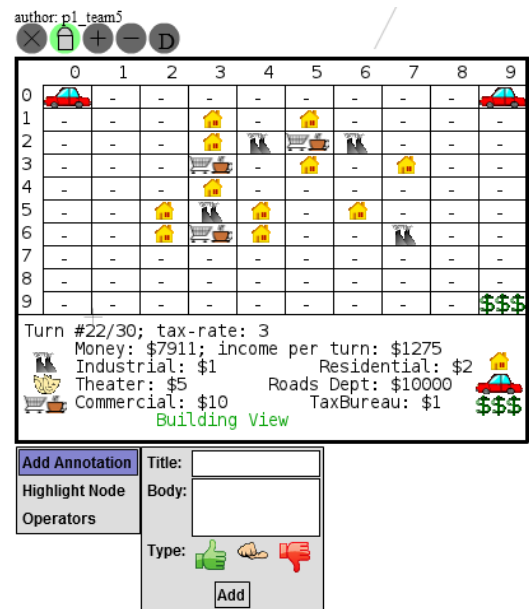 author: p1_team5
D
0 1 2 3 4 5 6 7 8 9
0 - - - - - - - -
1 - - - - - - - -
2 - - - - - -
3 - - - - - - -
4 - - - - - - - - -
5 - - - - - -
6 - - - - - -
7 - - - - - - - - - -
8 - - - - - - - - - -
9 - - - - - - - - - $$$
Turn #22/30; tax-rate: 3
Money: $7911; income per turn: $1275
Industrial: $1 Residential: $2
Theater: $5 Roads Dept: $10000
Commercial: $10 TaxBureau: $1 $$$
Building View
Add Annotation
Highlight Node
Operators
Title:
Body:
Type:
Add